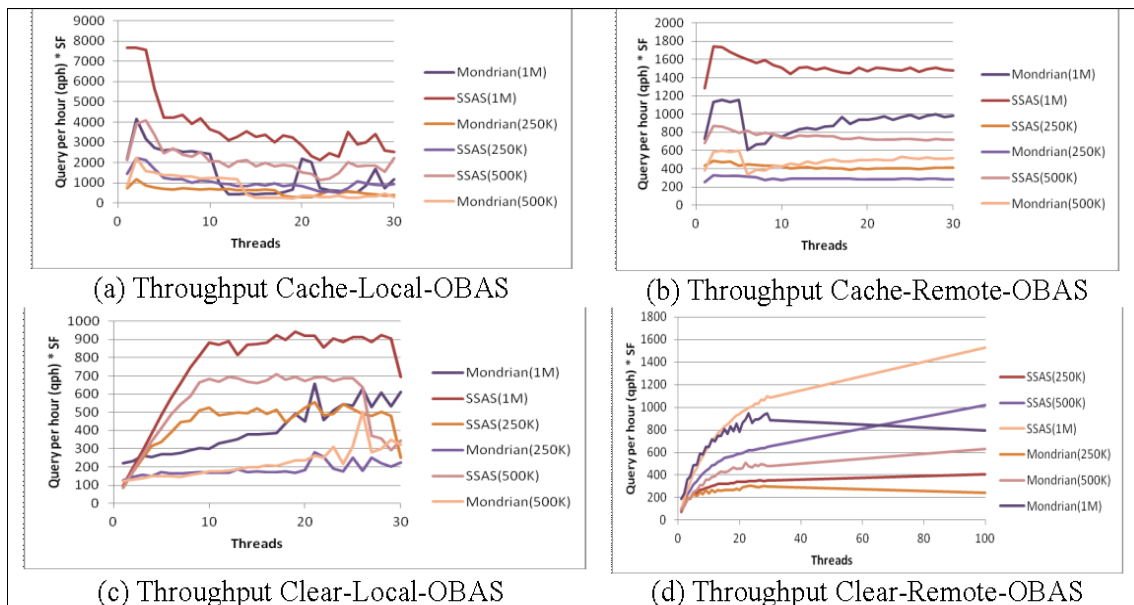 9000
8000
7000
6000
5000
4000
3000
2000
1000
0
Query per hour (qph) * SF
0 10 20 30
Threads
Mondrian(1M)
SSAS(1M)
Mondrian(250K)
SSAS(250K)
SSAS(500K)
Mondrian(500K)
(a) Throughput Cache-Local-OBAS
2000
1800
1600
1400
1200
1000
800
600
400
200
0
Query per hour (qph) * SF
0 10 20 30
Threads
Mondrian(1M)
SSAS(1M)
SSAS(250K)
Mondrian(250K)
SSAS(500K)
Mondrian(500K)
(b) Throughput Cache-Remote-OBAS
1000
900
800
700
600
500
400
300
200
100
0
Query per hour (qph) * SF
0 10 20 30
Threads
Mondrian(1M)
SSAS(1M)
SSAS(250K)
Mondrian(250K)
SSAS(500K)
Mondrian(500K)
(c) Throughput Clear-Local-OBAS
1800
1600
1400
1200
1000
800
600
400
200
0
Query per hour (qph) * SF
0 20 40 60 80 100
Threads
SSAS(250K)
SSAS(500K)
SSAS(1M)
Mondrian(250K)
Mondrian(500K)
Mondrian(1M)
(d) Throughput Clear-Remote-OBAS